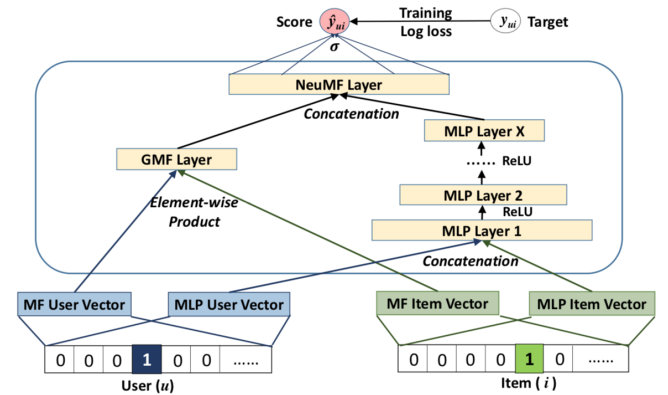 Score ŷui Training yui Target
Log loss
σ
NeuMF Layer
Concatenation
MLP Layer X
GMF Layer
...... ReLU
Element-wise
Product
MLP Layer 2
ReLU
MLP Layer 1
Concatenation
MF User Vector MLP User Vector MF Item Vector MLP Item Vector
0 0 0 1 0 0 ...... 0 0 0 0 1 0 ......
User (u) Item ( i )